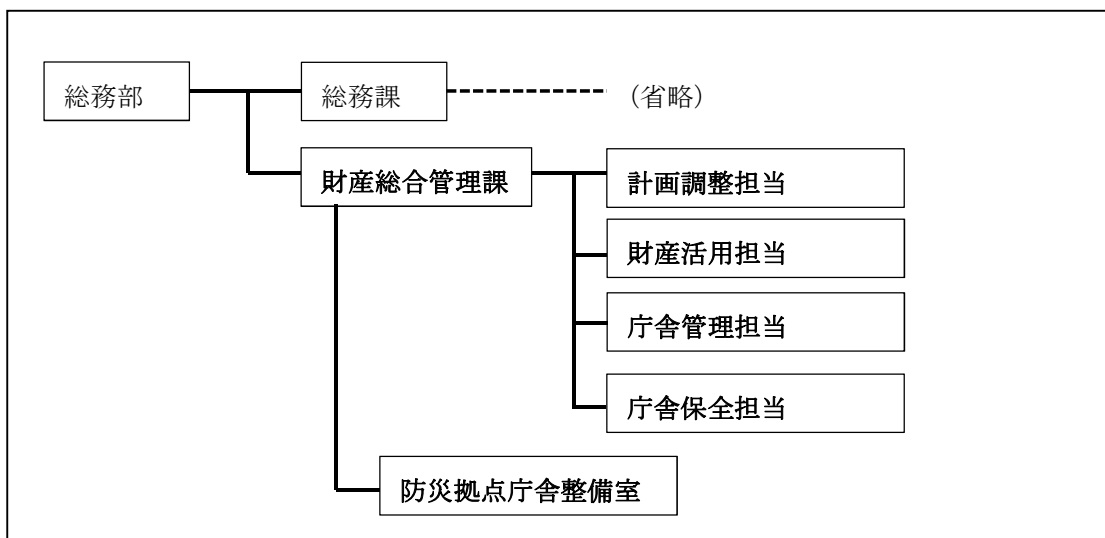 総務部
総務課
(省略)
財産総合管理課
計画調整担当
財産活用担当
庁舎管理担当
庁舎保全担当
防災拠点庁舎整備室